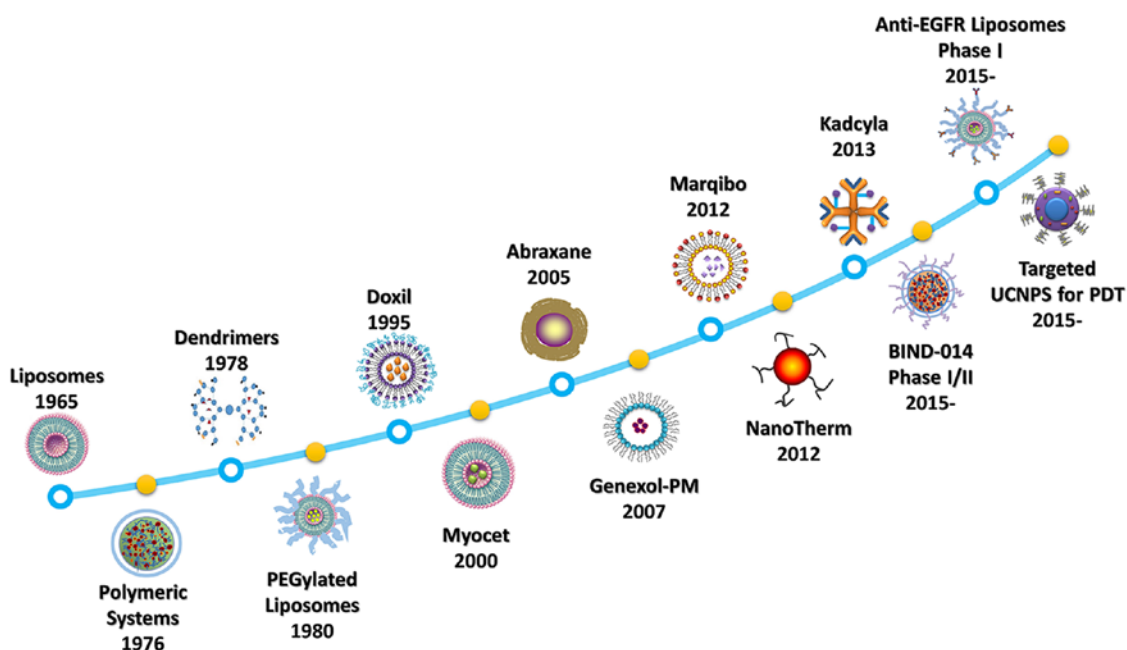 Liposomes
1965
Polymeric
Systems
1976
Dendrimers
1978
PEGylated
Liposomes
1980
Doxil
1995
Myocet
2000
Abraxane
2005
Genexol-PM
2007
Marqibo
2012
NanoTherm
2012
Kadcyla
2013
BIND-014
Phase I/II
2015-
Anti-EGFR Liposomes
Phase I
2015-
Targeted
UCNPS for PDT
2015-